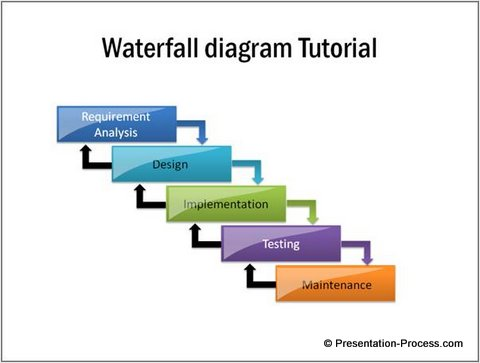 Waterfall diagram Tutorial
Requirement
Analysis
Design
Implementation
Testing
Maintenance
© Presentation-Process.com